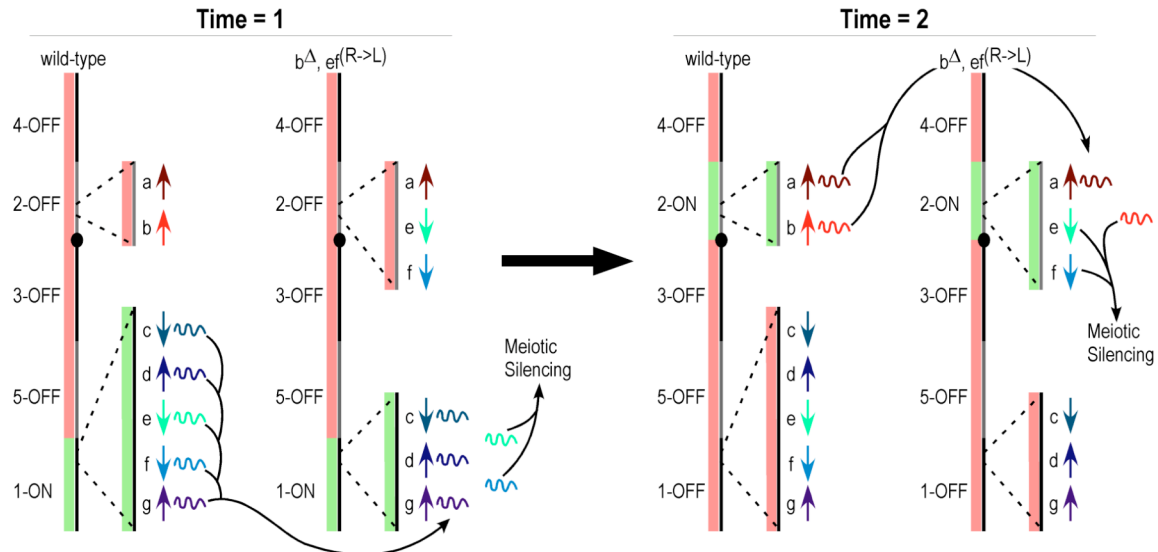 Time = 1
Time = 2
wild-type
bΔ, ef(R->L)
wild-type
bΔ, ef(R->L)
4-OFF
4-OFF
4-OFF
4-OFF
2-OFF
a
b
2-OFF
a
e
f
2-ON
a
b
2-ON
a
e
f
3-OFF
3-OFF
3-OFF
3-OFF
Meiotic
Silencing
5-OFF
5-OFF
5-OFF
5-OFF
1-ON
c
d
e
f
g
1-ON
c
d
g
Meiotic
Silencing
1-OFF
c
d
e
f
g
1-OFF
c
d
g